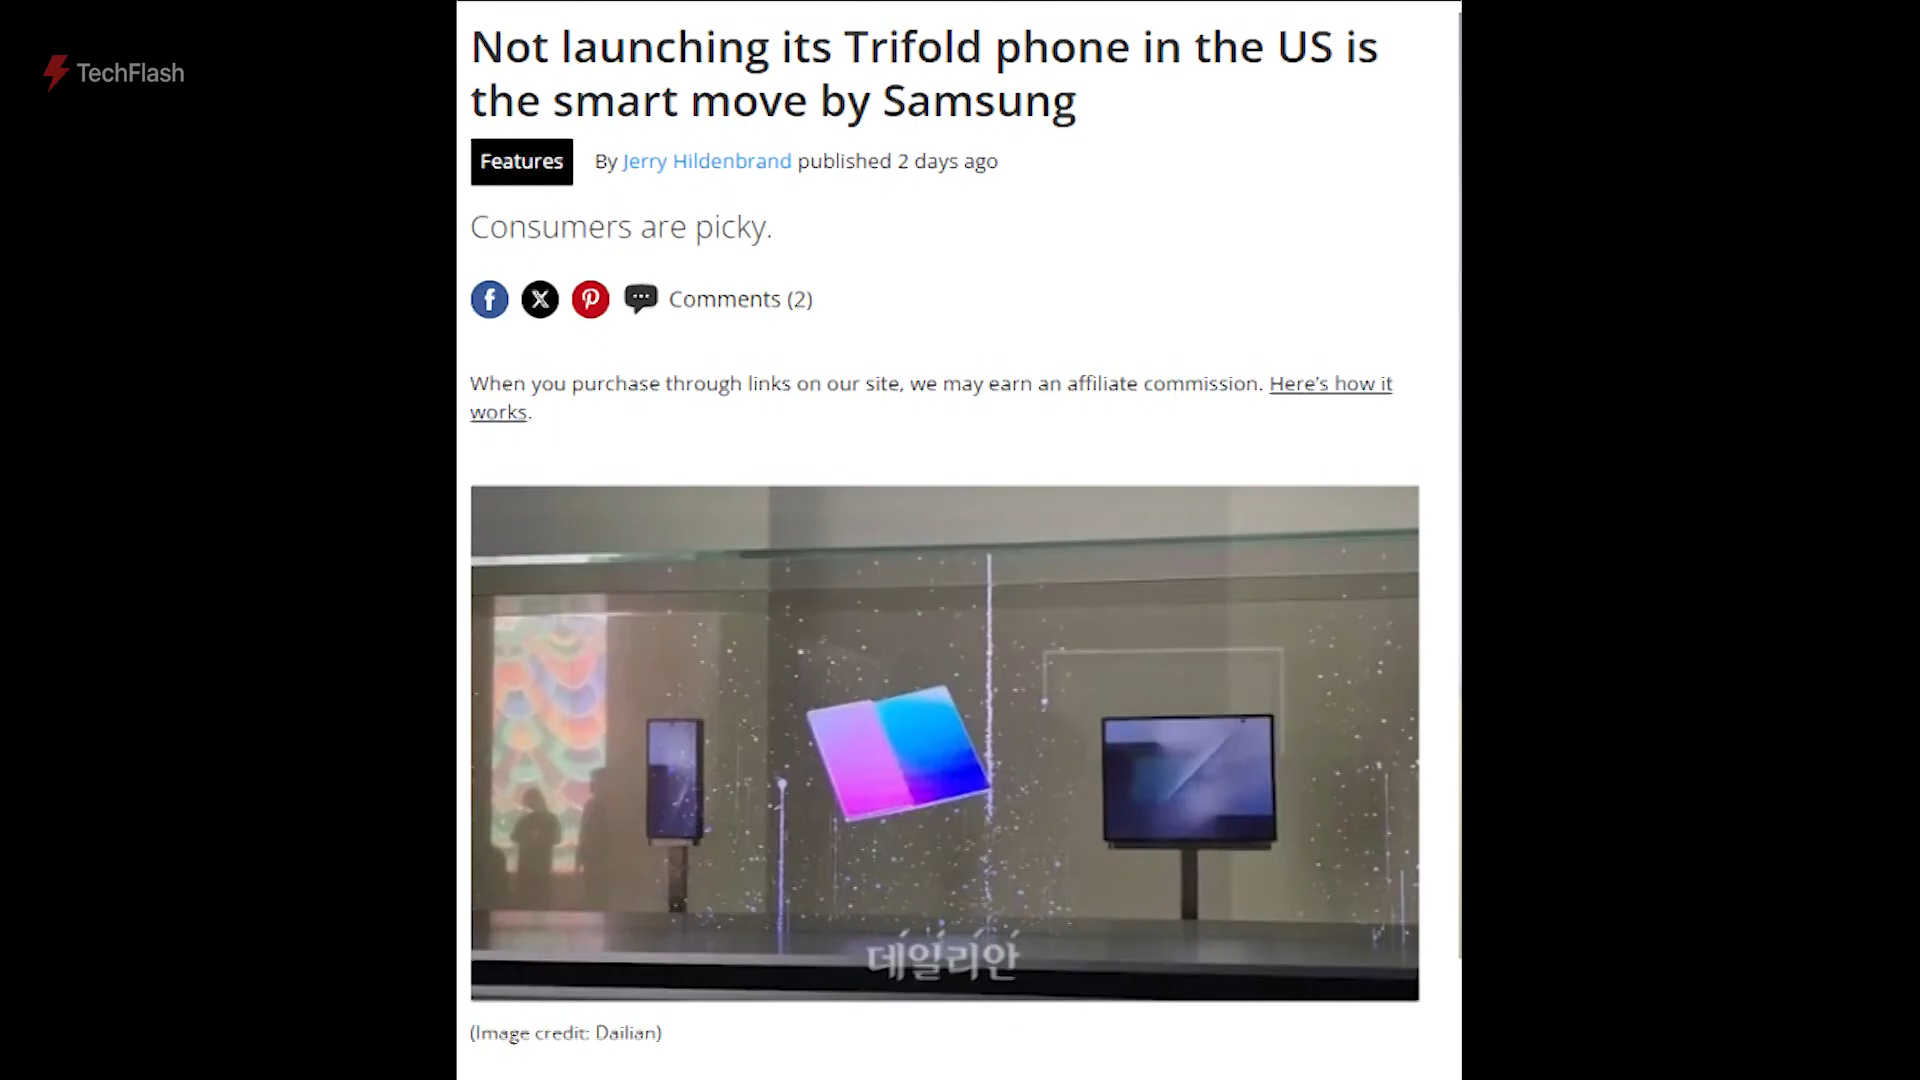 TechFlash
Not launching its Trifold phone in the US is
the smart move by Samsung
Features By Jerry Hildenbrand published 2 days ago
Consumers are picky.
Comments (2)
When you purchase through links on our site, we may earn an affiliate commission. Here’s how it
works.
데일리안
(Image credit: Dailian)